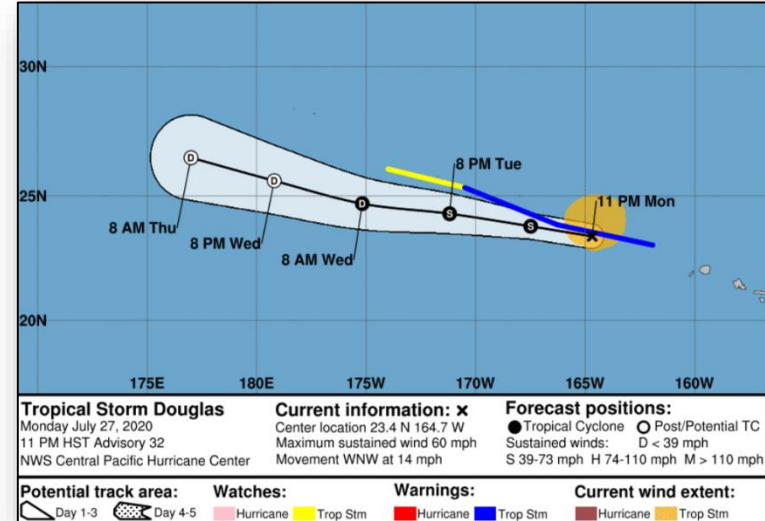 30N
8 PM Tue
25N
11 PM Mon
8 AM Thu
8 PM Wed
8 AM Wed
20N
175E 180E 175W 170W 165W 160W
D D D S S
Tropical Storm Douglas
Monday July 27, 2020
11 PM HST Advisory 32
NWS Central Pacific Hurricane Center
Current information: x
Center location 23.4 N 164.7 W
Maximum sustained wind 60 mph
Movement WNW at 14 mph
Forecast positions:
Tropical Cyclone Post/Potential TC
Sustained winds: D < 39 mph
S 39-73 mph H 74-110 mph M > 110 mph
Potential track area:
Day 1-3 Day 4-5
Watches:
Hurricane Trop Stm
Warnings:
Hurricane Trop Stm
Current wind extent:
Hurricane Trop Stm